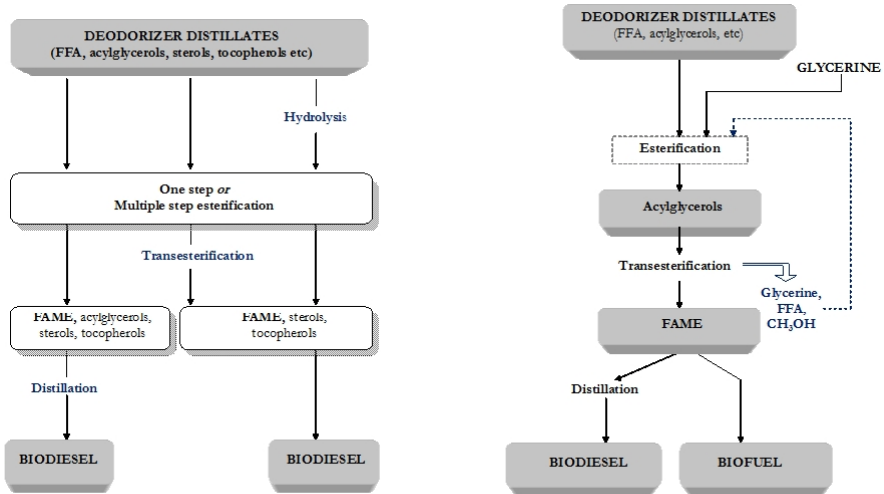 DEODORIZER DISTILLATES
(FFA, acylglycerols, sterols, tocopherols etc)
Hydrolysis
One step or
Multiple step esterification
Transesterification
FAME, acylglycerols,
sterols, tocopherols
FAME, sterols,
tocopherols
Distillation
BIODIESEL
BIODIESEL
DEODORIZER DISTILLATES
(FFA, acylglycerols, etc)
GLYCERINE
Esterification
Acylglycerols
Transesterification
Glycerine,
FFA,
CH₃OH
FAME
Distillation
BIODIESEL
BIOFUEL